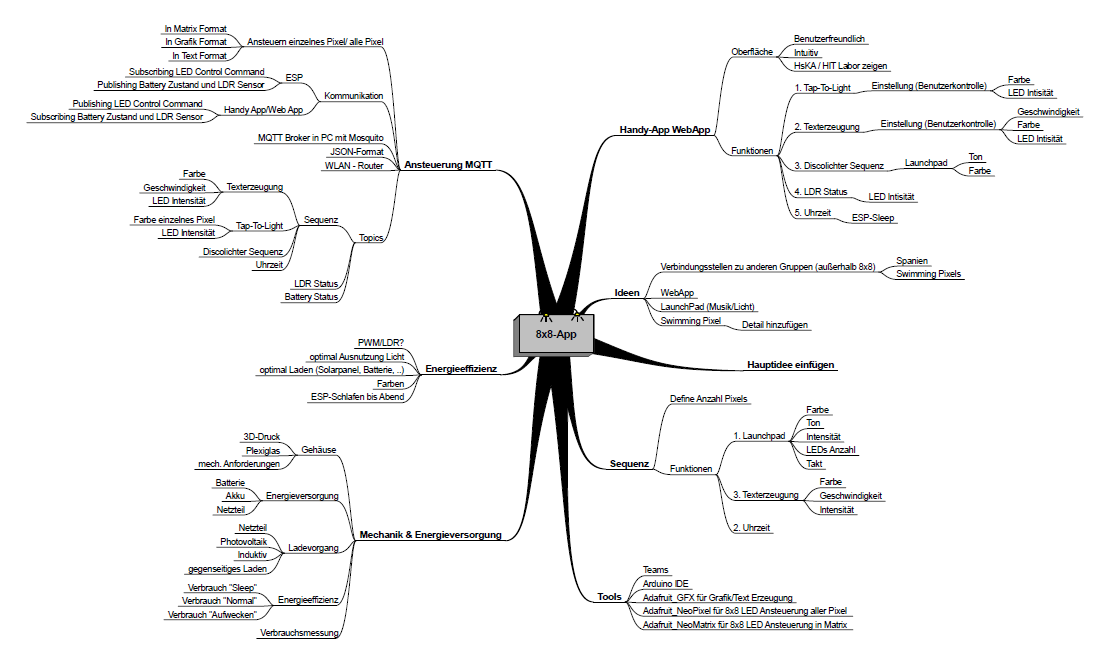 8x8-App
Handy-App WebApp
Oberfläche
Benutzerfreundlich
Intuitiv
HsKA / HIT Labor zeigen
Funktionen
1. Tap-To-Light
Einstellung (Benutzerkontrolle)
Farbe
LED Intisität
2. Texterzeugung
Einstellung (Benutzerkontrolle)
Geschwindigkeit
Farbe
LED Intisität
3. Discolichter Sequenz
Launchpad
Ton
Farbe
4. LDR Status
LED Intisität
5. Uhrzeit
ESP-Sleep
Ideen
Verbindungsstellen zu anderen Gruppen (außerhalb 8x8)
Spanien
Swimming Pixels
WebApp
LaunchPad (Musik/Licht)
Swimming Pixel
Detail hinzufügen
Hauptidee einfügen
Sequenz
Define Anzahl Pixels
Funktionen
1. Launchpad
Farbe
Ton
Intensität
LEDs Anzahl
Takt
3. Texterzeugung
Farbe
Geschwindigkeit
Intensität
2. Uhrzeit
Tools
Teams
Arduino IDE
Adafruit_GFX für Grafik/Text Erzeugung
Adafruit_NeoPixel für 8x8 LED Ansteuerung aller Pixel
Adafruit_NeoMatrix für 8x8 LED Ansteuerung in Matrix
Ansteuerung MQTT
Ansteuern einzelnes Pixel/ alle Pixel
In Matrix Format
In Grafik Format
In Text Format
Kommunikation
ESP
Subscribing LED Control Command
Publishing Battery Zustand und LDR Sensor
Handy App/Web App
Publishing LED Control Command
Subscribing Battery Zustand und LDR Sensor
MQTT Broker in PC mit Mosquito
JSON-Format
WLAN - Router
Topics
Sequenz
Texterzeugung
Farbe
Geschwindigkeit
LED Intensität
Tap-To-Light
Farbe einzelnes Pixel
LED Intensität
Discolichter Sequenz
Uhrzeit
LDR Status
Battery Status
Energieeffizienz
PWM/LDR?
optimal Ausnutzung Licht
optimal Laden (Solarpanel, Batterie, ..)
Farben
ESP-Schlafen bis Abend
Mechanik & Energieversorgung
Gehäuse
3D-Druck
Plexiglas
mech. Anforderungen
Energieversorgung
Batterie
Akku
Netzteil
Ladevorgang
Netzteil
Photovoltaik
Induktiv
gegenseitiges Laden
Energieeffizienz
Verbrauch "Sleep"
Verbrauch "Normal"
Verbrauch "Aufwecken"
Verbrauchsmessung